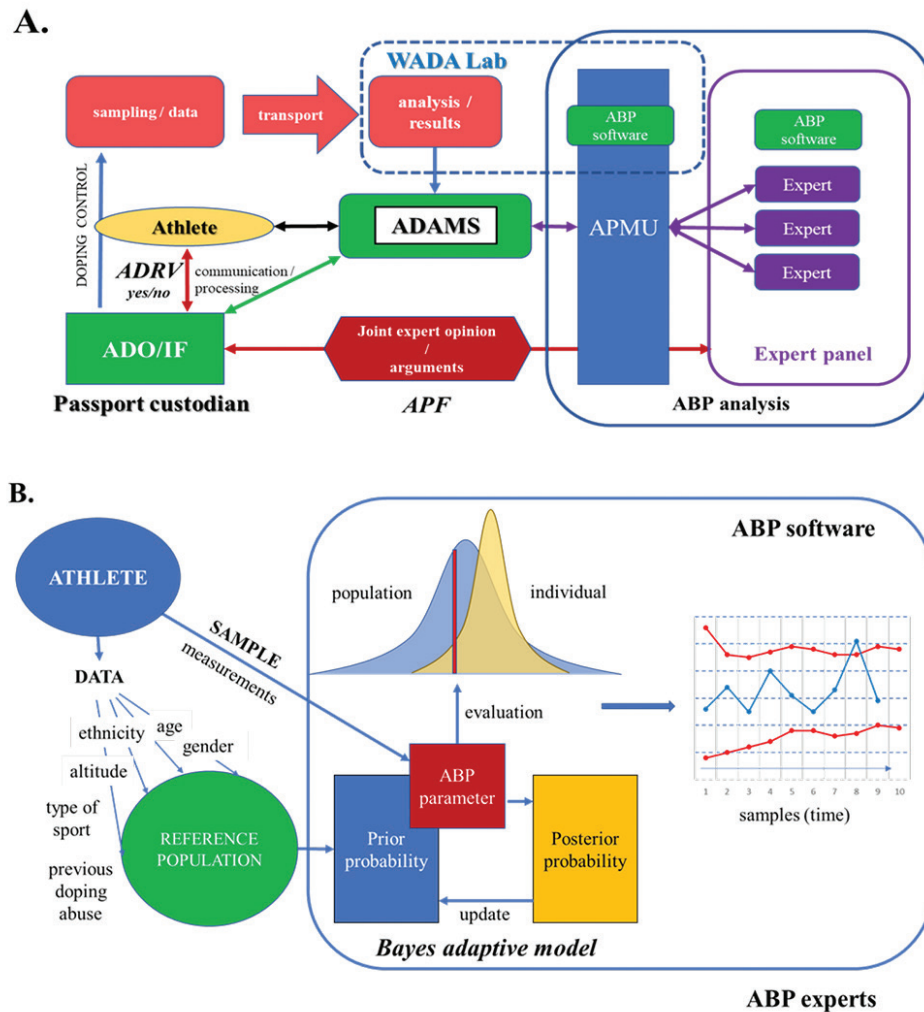 A.
WADA Lab
sampling / data
transport
analysis /
results
ABP
software
ABP
software
DOPING CONTROL
Athlete
ADAMS
APMU
Expert
Expert
Expert
ADRV
yes/no
communication /
processing
ADO/IF
Joint expert opinion
/
arguments
Expert panel
Passport custodian
APF
ABP analysis
B.
ABP software
ATHLETE
population
individual
SAMPLE
measurements
DATA
evaluation
ethnicity
age
gender
altitude
type of
sport
previous
doping
abuse
REFERENCE
POPULATION
ABP
parameter
Prior
probability
Posterior
probability
update
Bayes adaptive model
1 2 3 4 5 6 7 8 9 10
samples (time)
ABP experts